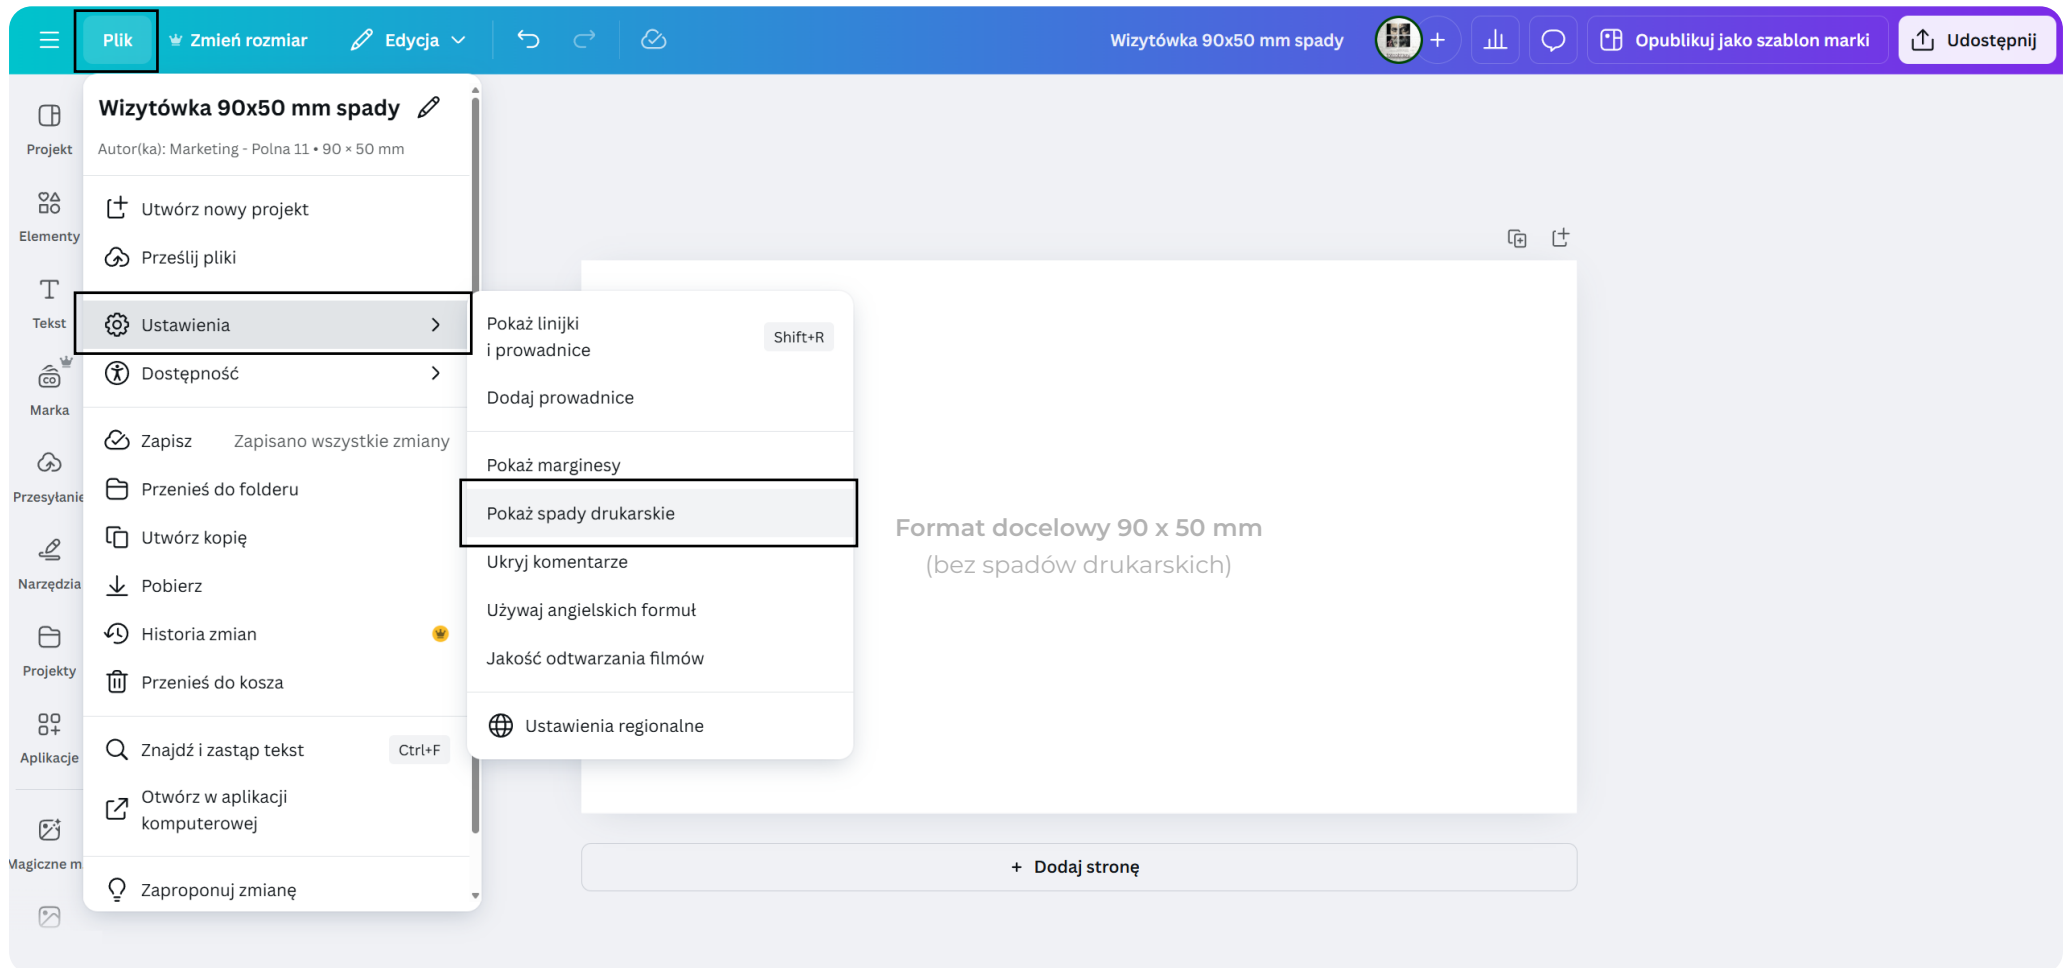 Plik
Zmień rozmiar
Edycja
Wizytówka 90x50 mm spady
Opublikuj jako szablon marki
Udostępnij
Projekt
Elementy
Tekst
Marka
Przesyłanie
Narzędzia
Projekty
Aplikacje
Magiczne m
Wizytówka 90x50 mm spady
Autor(ka): Marketing - Polna 11 • 90 × 50 mm
Utwórz nowy projekt
Prześlij pliki
Ustawienia
Dostępność
Zapisz Zapisano wszystkie zmiany
Przenieś do folderu
Utwórz kopię
Pobierz
Historia zmian
Przenieś do kosza
Znajdź i zastąp tekst Ctrl+F
Otwórz w aplikacji
komputerowej
Zaproponuj zmianę
Pokaż linijki
i prowadnice
Shift+R
Dodaj prowadnice
Pokaż marginesy
Pokaż spady drukarskie
Ukryj komentarze
Używaj angielskich formuł
Jakość odtwarzania filmów
Ustawienia regionalne
Format docelowy 90 x 50 mm
(bez spadów drukarskich)
+ Dodaj stronę